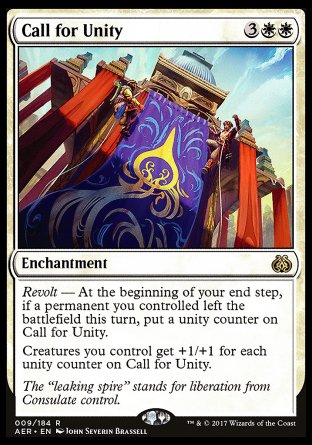 Call for Unity 3
Enchantment
Revolt — At the beginning of your end step,
if a permanent you controlled left the
battlefield this turn, put a unity counter on
Call for Unity.
Creatures you control get +1/+1 for each
unity counter on Call for Unity.
The "leaking spire" stands for liberation from
Consulate control.
009/184 R
AER • EN John Severin Brassell
™ & © 2017 Wizards of the Coast